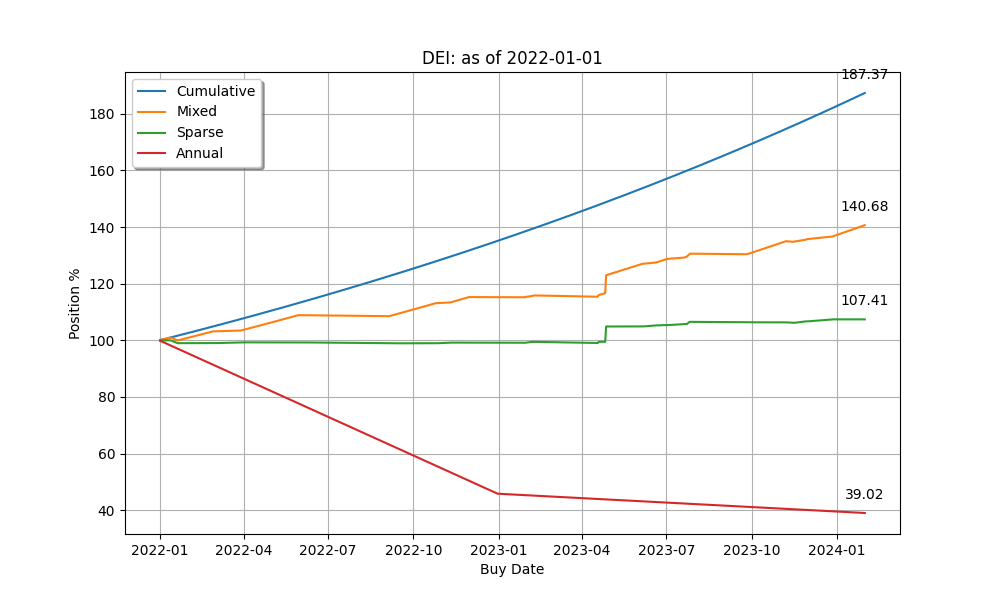 DEI: as of 2022-01-01
187.37
Cumulative
Mixed
Sparse
Annual
180
160
140
120
100
80
60
40
140.68
107.41
39.02
Position %
2022-01 2022-04 2022-07 2022-10 2023-01 2023-04 2023-07 2023-10 2024-01
Buy Date